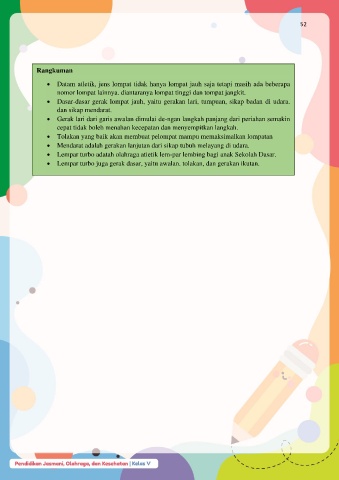 52
Rangkuman
• Dalam atletik, jenis lompat tidak hanya lompat jauh saja tetapi masih ada beberapa
nomor lompat lainnya, diantaranya lompat tinggi dan lompat jangkit.
• Dasar-dasar gerak lompat jauh, yaitu gerakan lari, tumpuan, sikap badan di udara,
dan sikap mendarat.
• Gerak lari dari garis awalan dimulai de-ngan langkah panjang dari perlahan semakin
cepat tidak boleh menahan kecepatan dan menyempitkan langkah.
• Tolakan yang baik akan membuat pelompat mampu memaksimalkan lompatan
• Mendarat adalah gerakan lanjutan dari sikap tubuh melayang di udara.
• Lempar turbo adalah olahraga atletik lem-par lembing bagi anak Sekolah Dasar.
• Lempar turbo juga gerak dasar, yaitu awalan, tolakan, dan gerakan ikutan.
Pendidikan Jasmani, Olahraga, dan Kesehatan | Kelas V